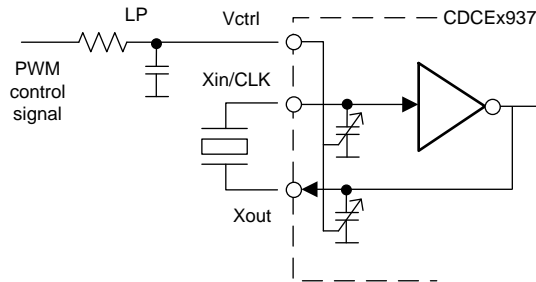 LP
Vctrl
CDCEx937
PWM
control
signal
Xin/CLK
Xout